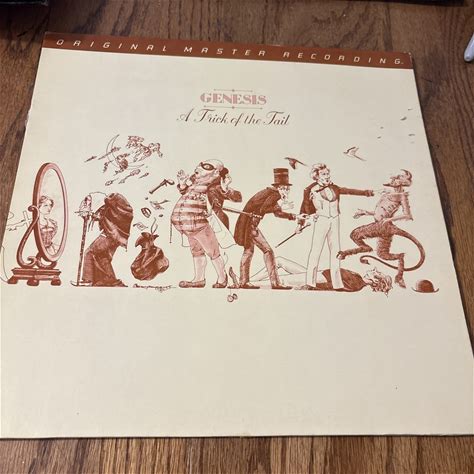 ORIGINAL MASTER RECORDING
GENESIS
A Trick of the Tail